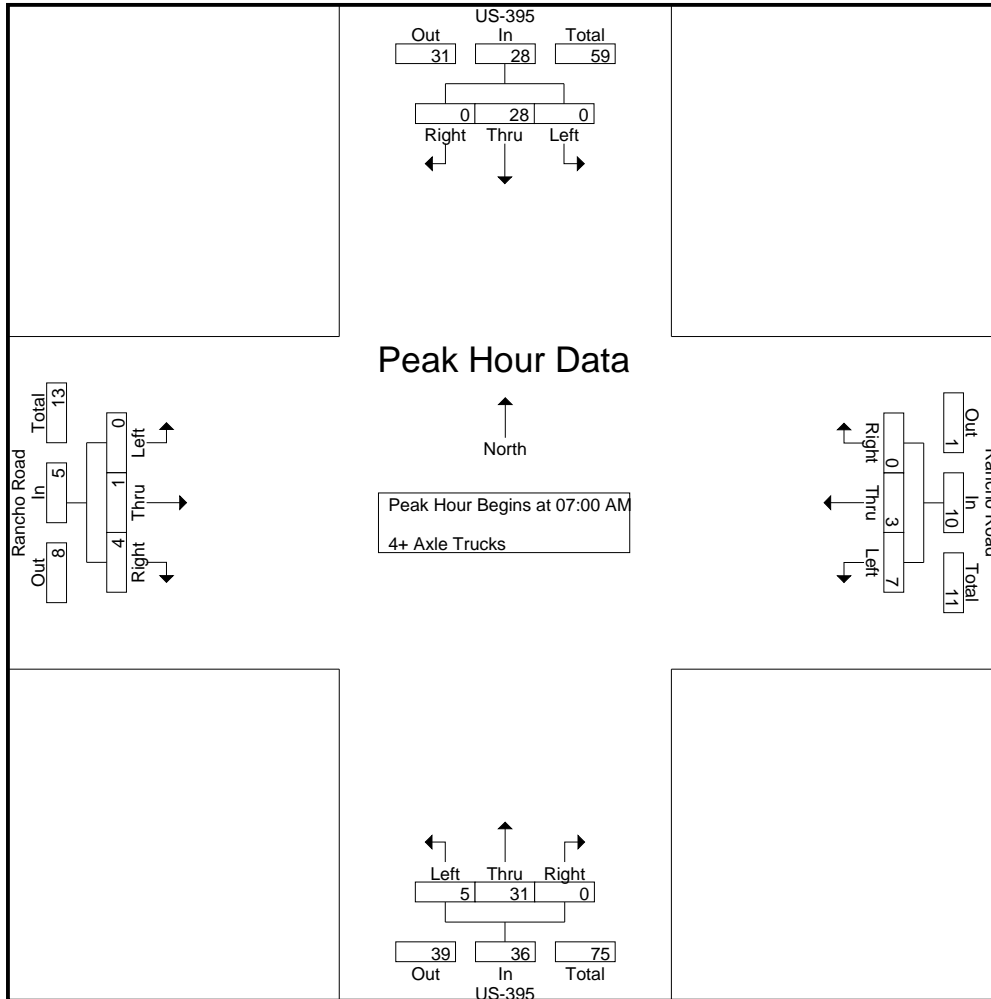 US-395
Out In Total
31 28 59
0 28 0
Right Thru Left
Peak Hour Data
North
Peak Hour Begins at 07:00 AM
4+ Axle Trucks
Rancho Road
Total In Out
13 5 8
0 1 4
Left Thru Right
Right Thru Left
0 3 7
Out In Total
1 10 11
Rancho Road
Left Thru Right
5 31 0
39 36 75
Out In Total
US-395